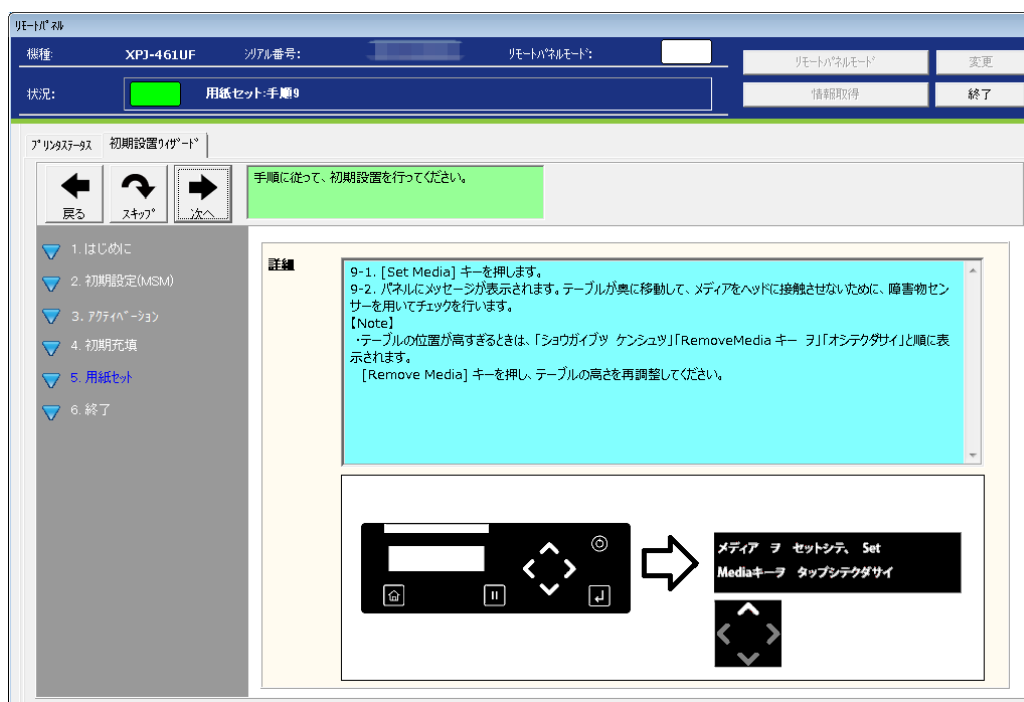 リモートパネル
機種: XPJ-461UF シリアル番号: リモートパネルモード:
リモートパネルモード 変更
状況: 用紙セット:手順9
情報取得 終了
プリンタステータス 初期設置ウィザード
戻る スキップ 次へ
手順に従って、初期設置を行ってください。
1. はじめに
2. 初期設定(MSM)
3. アクティベーション
4. 初期充填
5. 用紙セット
6. 終了
詳細
9-1. [Set Media] キーを押します。
9-2. パネルにメッセージが表示されます。テーブルが奥に移動して、メディアをヘッドに接触させないために、障害物セン
サーを用いてチェックを行います。
【Note】
・テーブルの位置が高すぎるときは、「ショウガイブツ ケンシュツ」「RemoveMedia キー ヲ」「オシテクダサイ」と順に表
示されます。
[Remove Media] キーを押し、テーブルの高さを再調整してください。
メディア ヲ セットシテ、 Set
Mediaキーヲ タップシテクダサイ